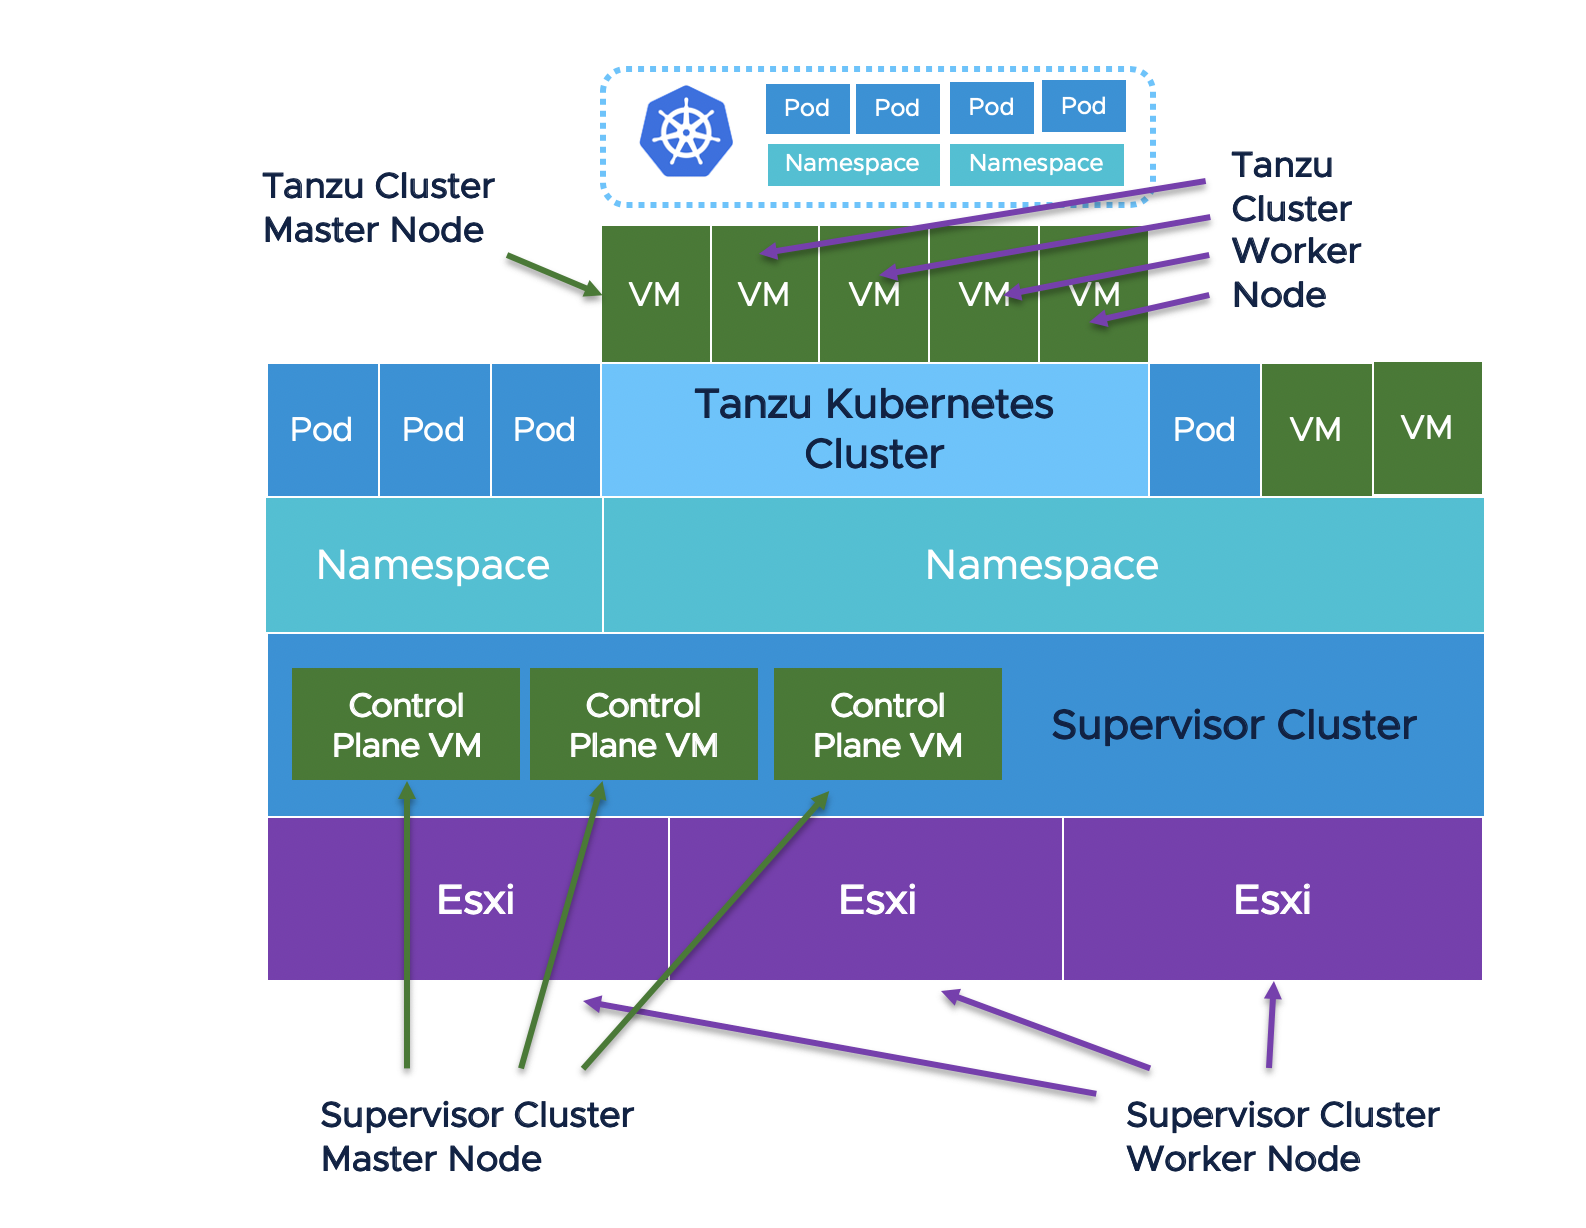 Pod
Pod
Pod
Pod
Namespace
Namespace
Tanzu Cluster
Master Node
Tanzu
Cluster
Worker
Node
VM
VM
VM
VM
VM
Pod
Pod
Pod
Tanzu Kubernetes
Cluster
Pod
VM
VM
Namespace
Namespace
Control
Plane VM
Control
Plane VM
Control
Plane VM
Supervisor Cluster
Esxi
Esxi
Esxi
Supervisor Cluster
Master Node
Supervisor Cluster
Worker Node